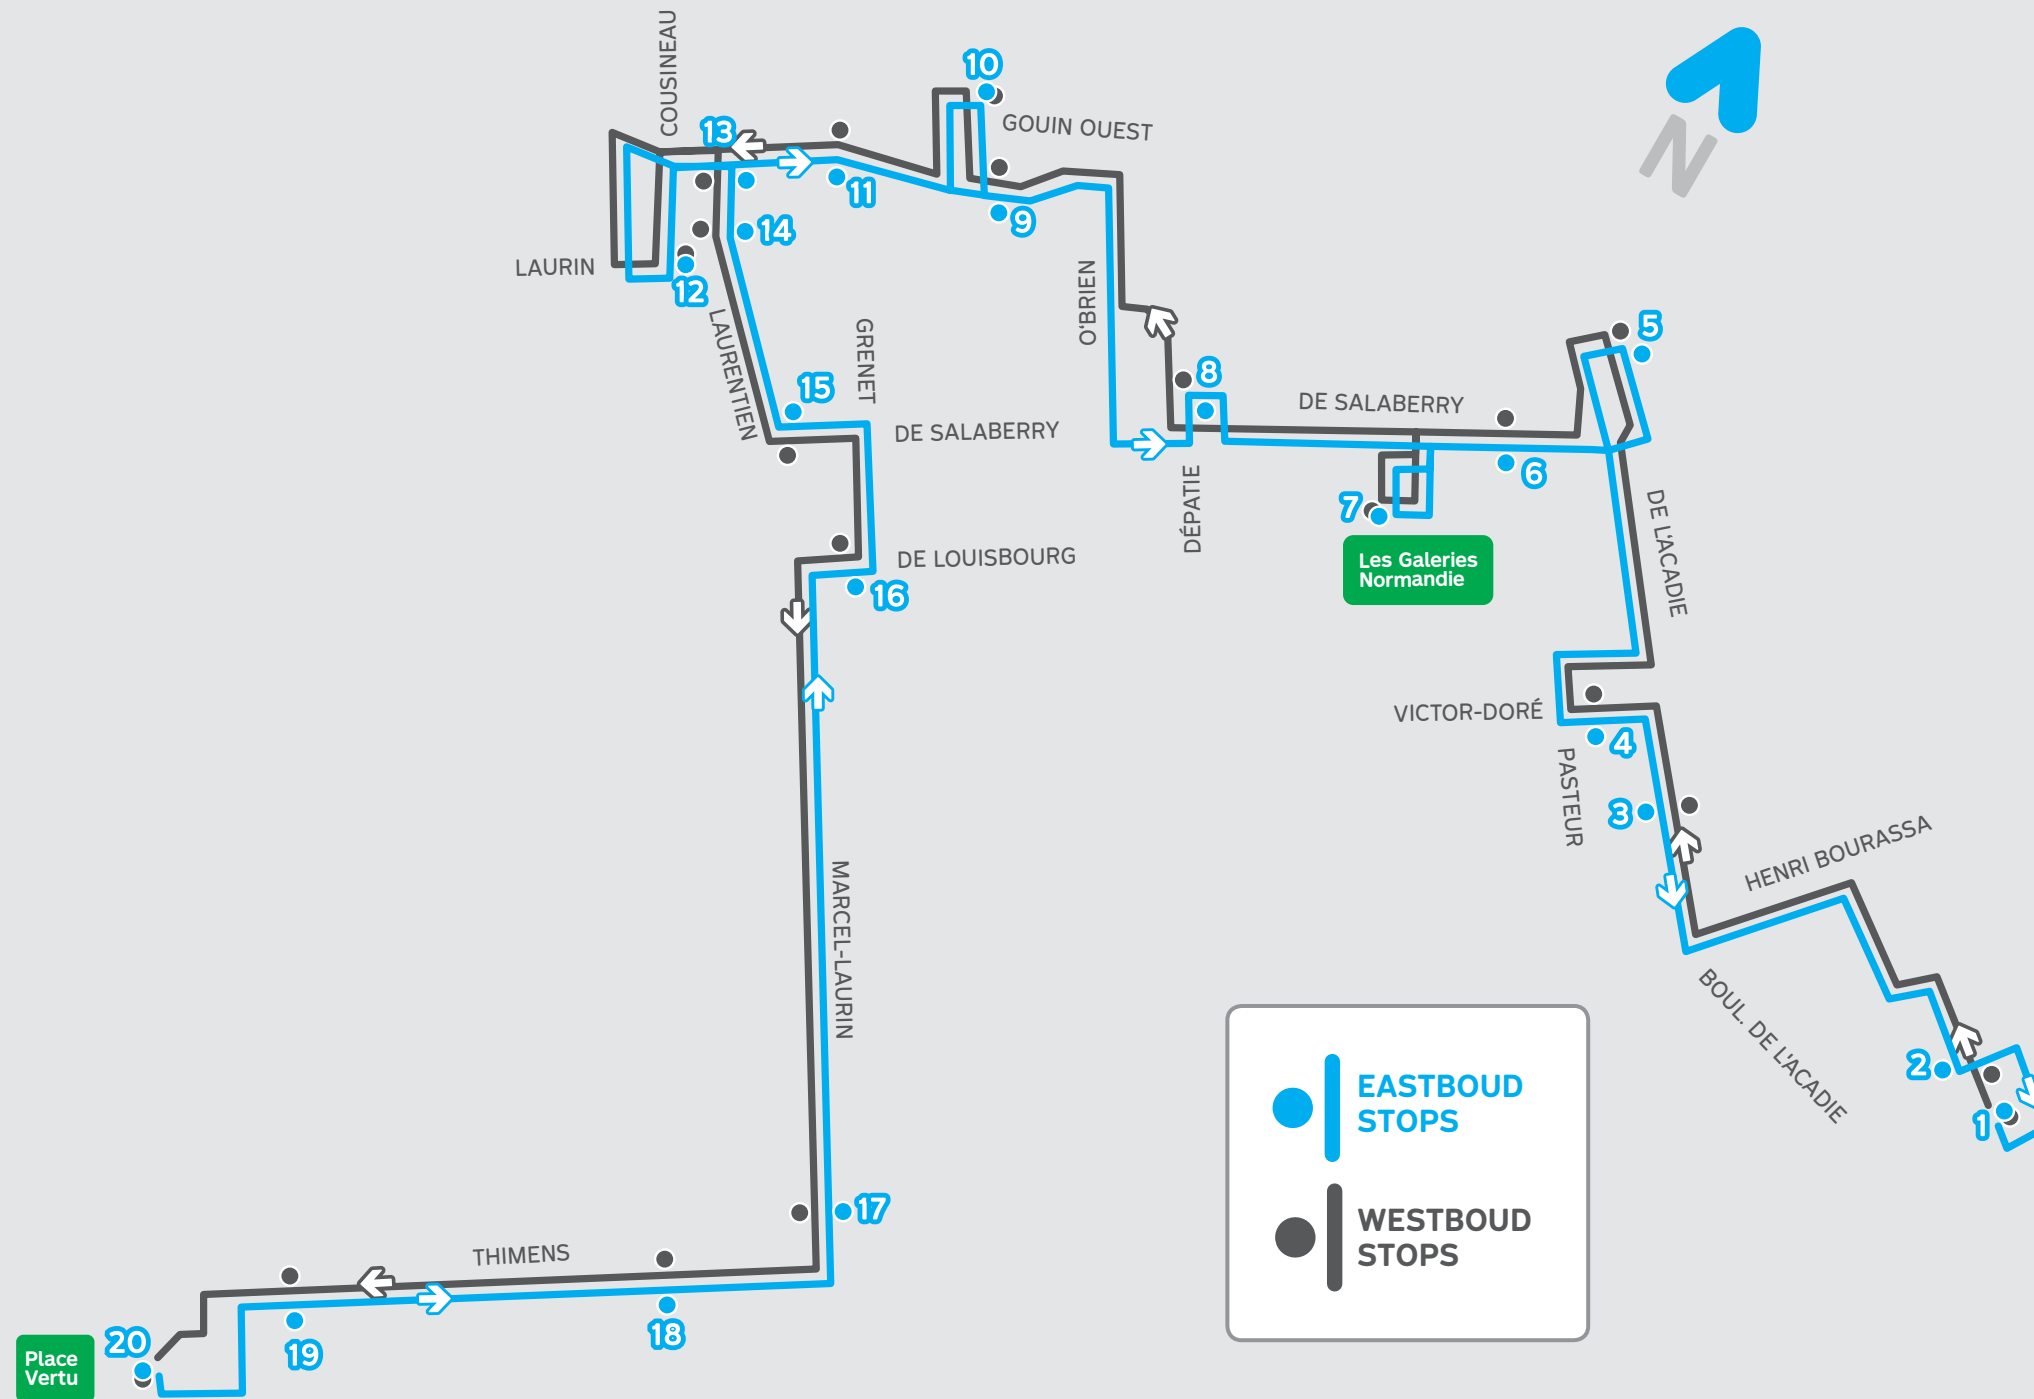 COUSINEAU
10
13
GOUIN OUEST
11
9
14
LAURIN
12
O'BRIEN
LAURENTIEN
GRENET
5
8
15
DE SALABERRY
DE SALABERRY
6
7
DÉPATIE
DE L'ACADIE
DE LOUISBOURG
Les Galeries
Normandie
16
VICTOR-DORÉ
4
PASTEUR
3
HENRI BOURASSA
MARCEL-LAURIN
BOUL. DE L'ACADIE
2
1
EASTBOUD
STOPS
WESTBOUD
STOPS
17
THIMENS
18
19
20
Place
Vertu
N